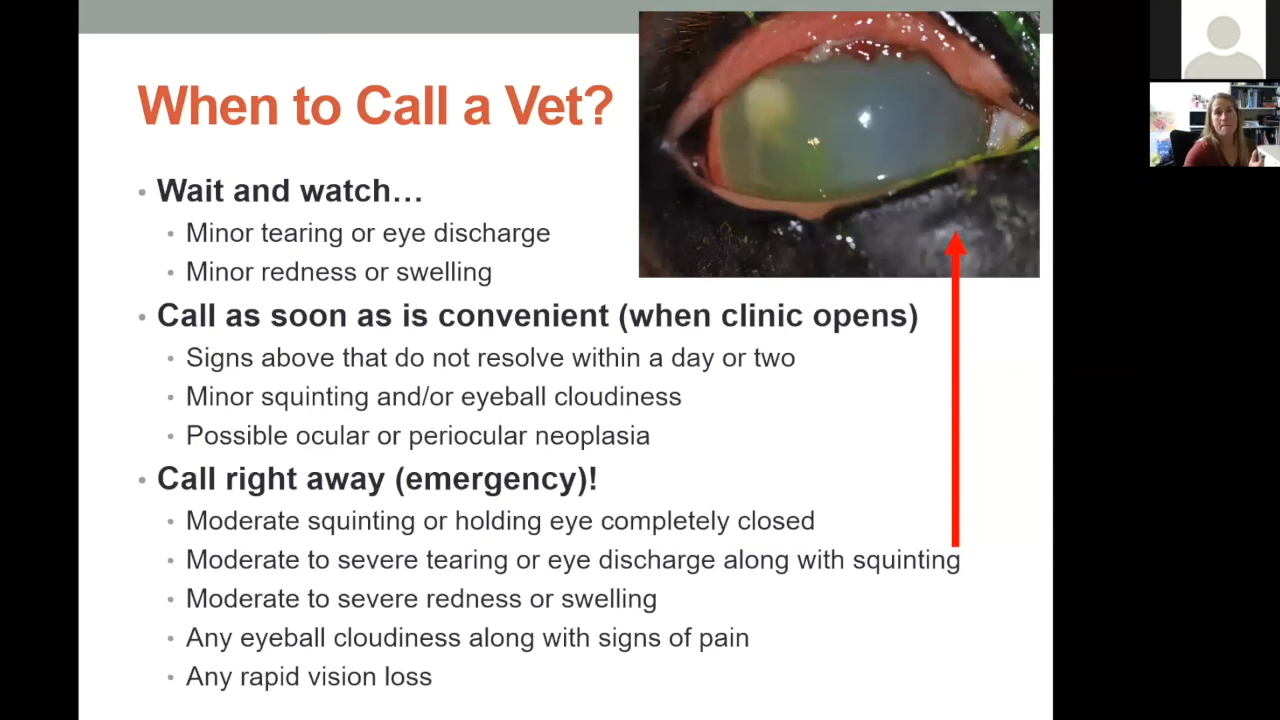 When to Call a Vet?
• Wait and watch…
• Minor tearing or eye discharge
• Minor redness or swelling
• Call as soon as is convenient (when clinic opens)
• Signs above that do not resolve within a day or two
• Minor squinting and/or eyeball cloudiness
• Possible ocular or periocular neoplasia
• Call right away (emergency)!
• Moderate squinting or holding eye completely closed
• Moderate to severe tearing or eye discharge along with squinting
• Moderate to severe redness or swelling
• Any eyeball cloudiness along with signs of pain
• Any rapid vision loss